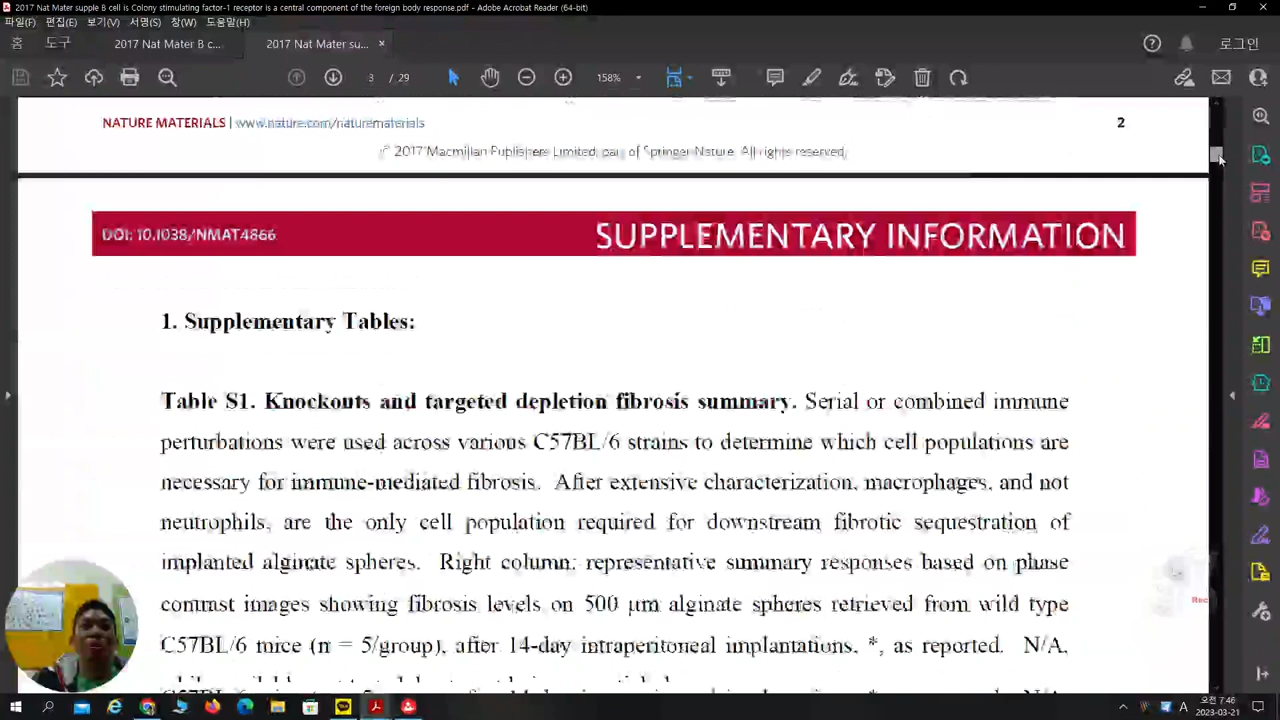 2017 Nat Mater supple B cell is Colony stimulating factor-1 receptor is a central component of the foreign body response.pdf - Adobe Acrobat Reader (64-bit)
파일(F) 편집(E) 보기(V) 서명(S) 창(W) 도움말(H)
홈 도구 2017 Nat Mater B c... 2017 Nat Mater su... × 로그인
3 / 29 158%
NATURE MATERIALS | www.nature.com/naturematerials 2
© 2017 Macmillan Publishers Limited, part of Springer Nature. All rights reserved.
DOI: 10.1038/NMAT4866 SUPPLEMENTARY INFORMATION
1. Supplementary Tables:
Table S1. Knockouts and targeted depletion fibrosis summary. Serial or combined immune
perturbations were used across various C57BL/6 strains to determine which cell populations are
necessary for immune-mediated fibrosis. After extensive characterization, macrophages, and not
neutrophils, are the only cell population required for downstream fibrotic sequestration of
implanted alginate spheres. Right column: representative summary responses based on phase
contrast images showing fibrosis levels on 500 μm alginate spheres retrieved from wild type
C57BL/6 mice (n = 5/group), after 14-day intraperitoneal implantations, *, as reported. N/A,
Rec
A 오전 7:46
2023-03-21